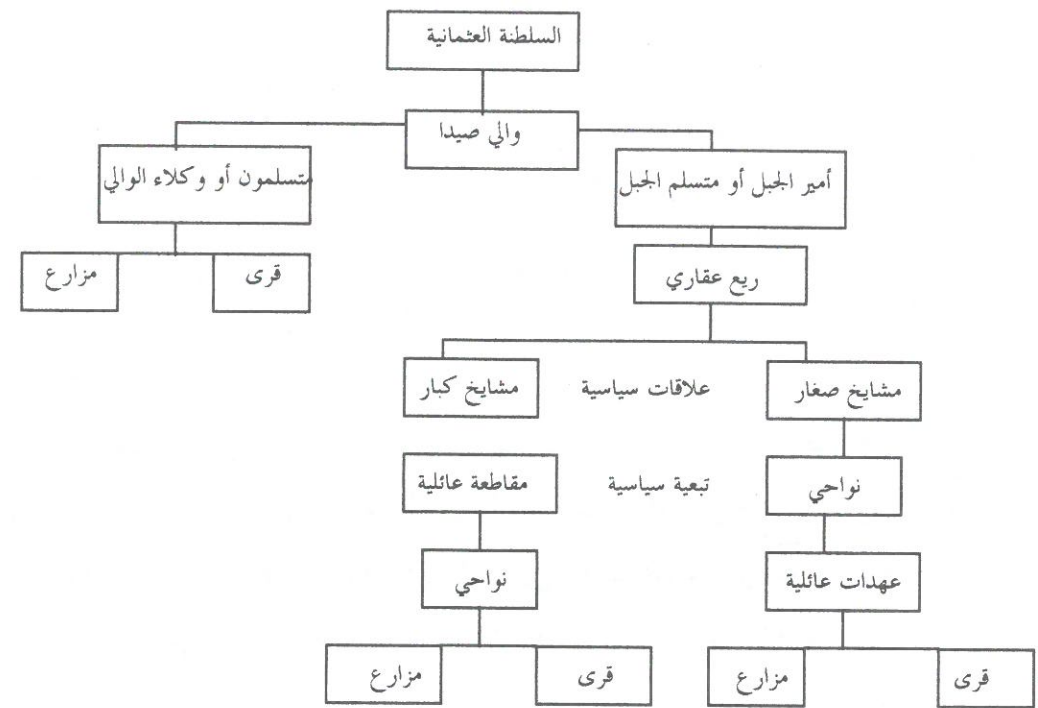 السلطنة العثمانية
والي صيدا
أمير الجبل أو متسلم الجبل
متسلمون أو وكلاء الوالي
ريع عقاري
قرى
مزارع
مشايخ صغار
علاقات سياسية
مشايخ كبار
نواحي
تبعية سياسية
مقاطعة عائلية
عهدات عائلية
نواحي
قرى
مزارع
قرى
مزارع